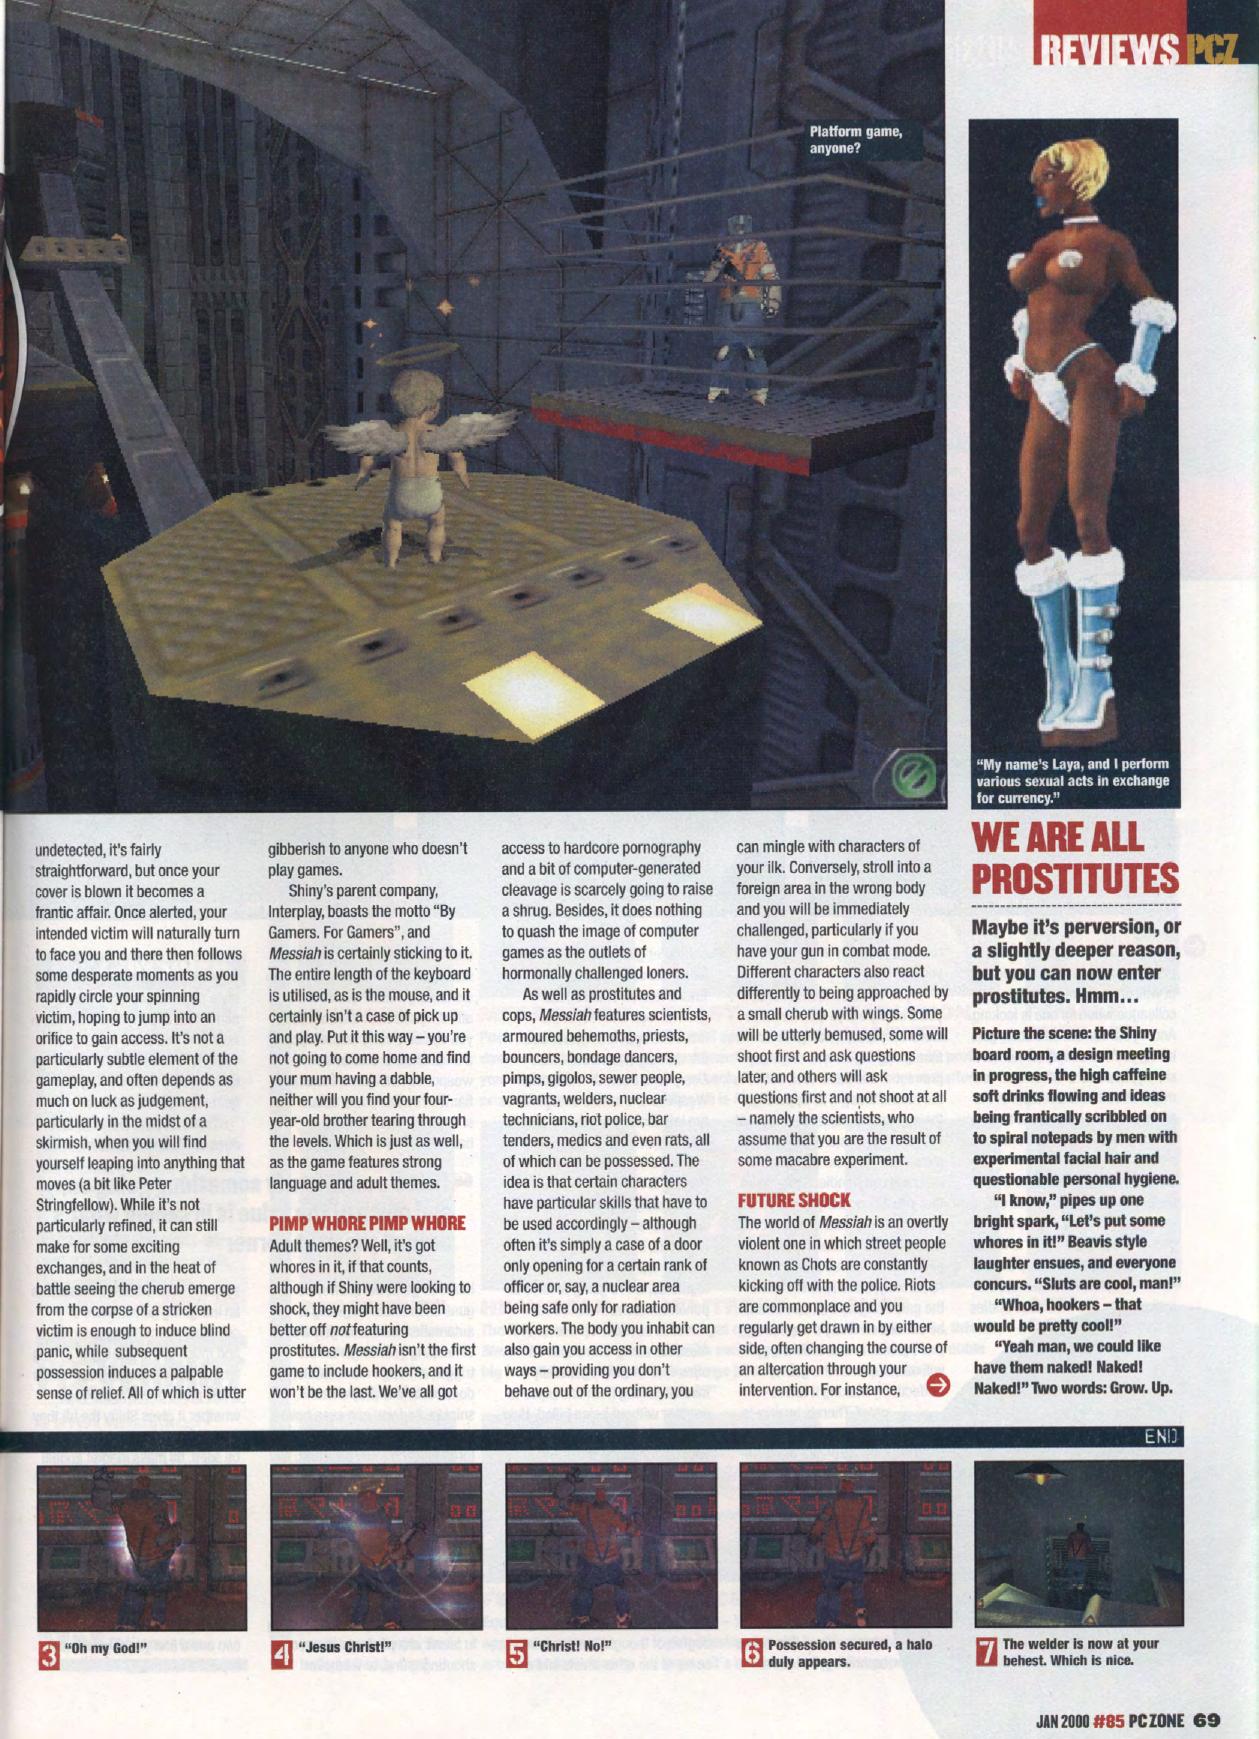 REVIEWS PCZ
Platform game,
anyone?
"My name's Laya, and I perform
various sexual acts in exchange
for currency."
undetected, it's fairly
straightforward, but once your
cover is blown it becomes a
frantic affair. Once alerted, your
intended victim will naturally turn
to face you and there then follows
some desperate moments as you
rapidly circle your spinning
victim, hoping to jump into an
orifice to gain access. It's not a
particularly subtle element of the
gameplay, and often depends as
much on luck as judgement,
particularly in the midst of a
skirmish, when you will find
yourself leaping into anything that
moves (a bit like Peter
Stringfellow). While it's not
particularly refined, it can still
make for some exciting
exchanges, and in the heat of
battle seeing the cherub emerge
from the corpse of a stricken
victim is enough to induce blind
panic, while subsequent
possession induces a palpable
sense of relief. All of which is utter
gibberish to anyone who doesn't
play games.
Shiny's parent company,
Interplay, boasts the motto "By
Gamers. For Gamers", and
Messiah is certainly sticking to it.
The entire length of the keyboard
is utilised, as is the mouse, and it
certainly isn't a case of pick up
and play. Put it this way – you're
not going to come home and find
your mum having a dabble,
neither will you find your four-
year-old brother tearing through
the levels. Which is just as well,
as the game features strong
language and adult themes.
PIMP WHORE PIMP WHORE
Adult themes? Well, it's got
whores in it, if that counts,
although if Shiny were looking to
shock, they might have been
better off not featuring
prostitutes. Messiah isn't the first
game to include hookers, and it
won't be the last. We've all got
access to hardcore pornography
and a bit of computer-generated
cleavage is scarcely going to raise
a shrug. Besides, it does nothing
to quash the image of computer
games as the outlets of
hormonally challenged loners.
As well as prostitutes and
cops, Messiah features scientists,
armoured behemoths, priests,
bouncers, bondage dancers,
pimps, gigolos, sewer people,
vagrants, welders, nuclear
technicians, riot police, bar
tenders, medics and even rats, all
of which can be possessed. The
idea is that certain characters
have particular skills that have to
be used accordingly – although
often it's simply a case of a door
only opening for a certain rank of
officer or, say, a nuclear area
being safe only for radiation
workers. The body you inhabit can
also gain you access in other
ways – providing you don't
behave out of the ordinary, you
can mingle with characters of
your ilk. Conversely, stroll into a
foreign area in the wrong body
and you will be immediately
challenged, particularly if you
have your gun in combat mode.
Different characters also react
differently to being approached by
a small cherub with wings. Some
will be utterly bemused, some will
shoot first and ask questions
later, and others will ask
questions first and not shoot at all
– namely the scientists, who
assume that you are the result of
some macabre experiment.
FUTURE SHOCK
The world of Messiah is an overtly
violent one in which street people
known as Chots are constantly
kicking off with the police. Riots
are commonplace and you
regularly get drawn in by either
side, often changing the course of
an altercation through your
intervention. For instance,
WE ARE ALL
PROSTITUTES
Maybe it's perversion, or
a slightly deeper reason,
but you can now enter
prostitutes. Hmm...
Picture the scene: the Shiny
board room, a design meeting
in progress, the high caffeine
soft drinks flowing and ideas
being frantically scribbled on
to spiral notepads by men with
experimental facial hair and
questionable personal hygiene.
"I know," pipes up one
bright spark, "Let's put some
whores in it!" Beavis style
laughter ensues, and everyone
concurs. "Sluts are cool, man!"
"Whoa, hookers – that
would be pretty cool!"
"Yeah man, we could like
have them naked! Naked!
Naked!" Two words: Grow. Up.
END
3 "Oh my God!"
4 "Jesus Christ!"
5 "Christ! No!"
6 Possession secured, a halo
duly appears.
7 The welder is now at your
behest. Which is nice.
JAN 2000 #85 PC ZONE 69